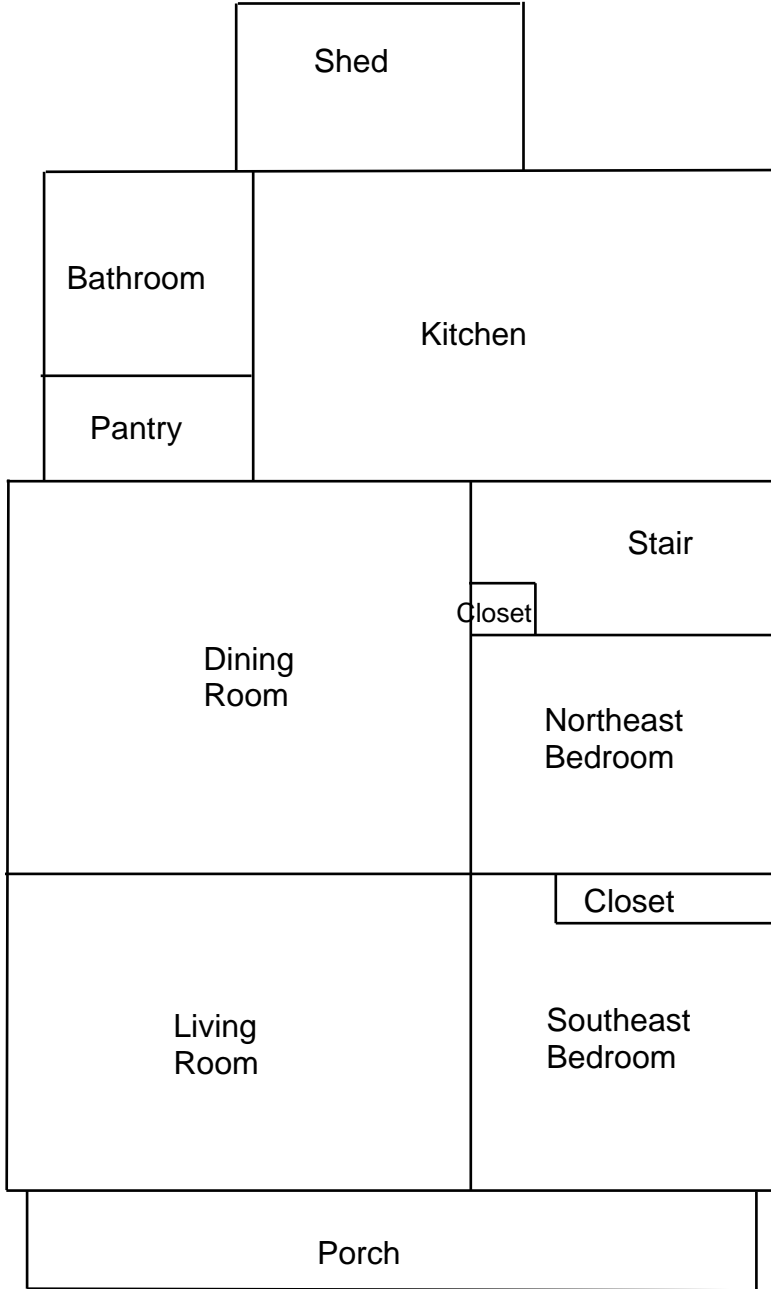 Shed
Bathroom
Kitchen
Pantry
Stair
Closet
Dining
Room
Northeast
Bedroom
Closet
Living
Room
Southeast
Bedroom
Porch